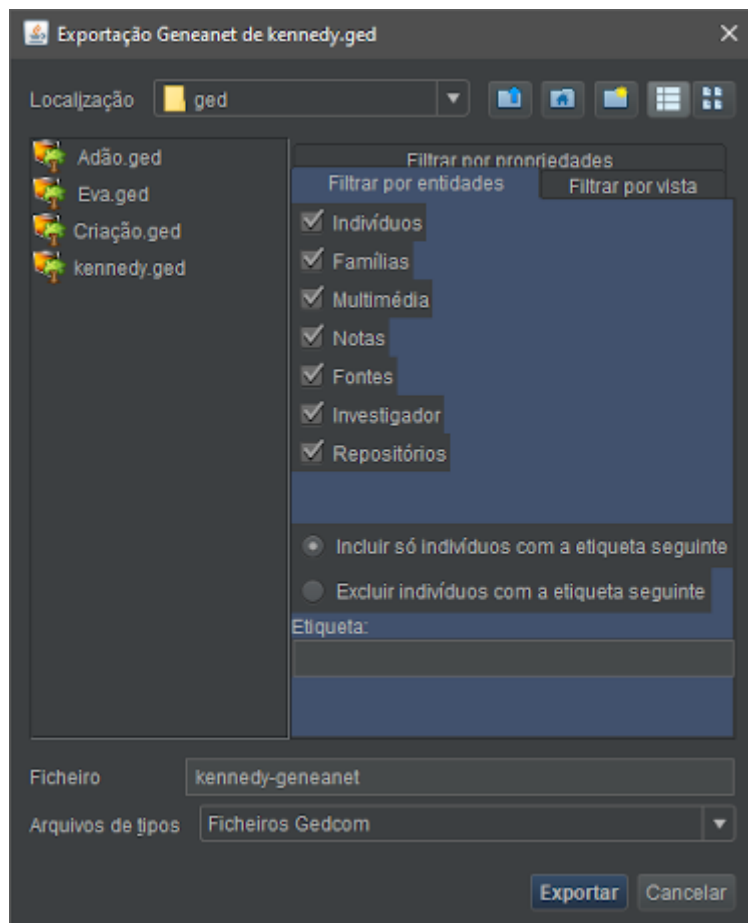 Exportação Geneanet de kennedy.ged
Localização ged
Adão.ged
Eva.ged
Criação.ged
kennedy.ged
Filtrar por propriedades
Filtrar por entidades Filtrar por vista
Indivíduos
Famílias
Multimédia
Notas
Fontes
Investigador
Repositórios
Incluir só indivíduos com a etiqueta seguinte
Excluir indivíduos com a etiqueta seguinte
Etiqueta:
Ficheiro kennedy-geneanet
Arquivos de tipos Ficheiros Gedcom
Exportar Cancelar